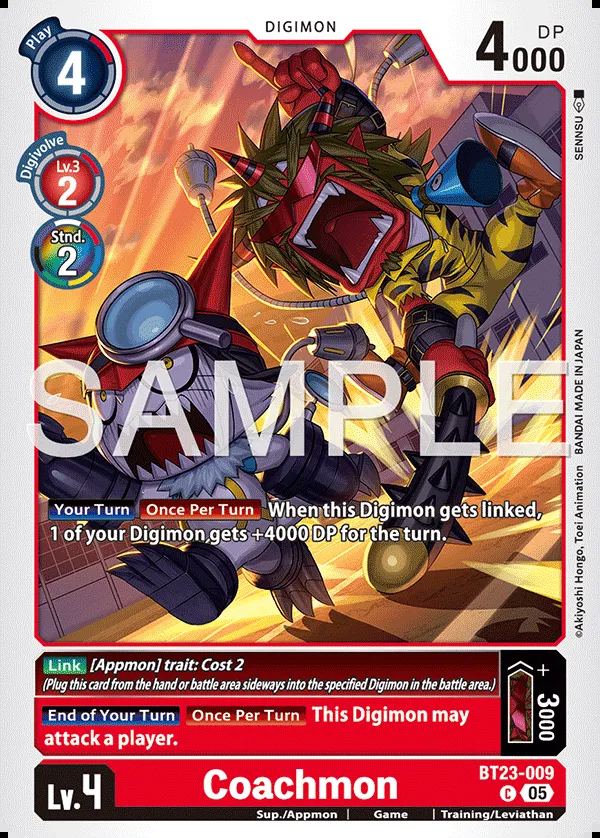 DIGIMON
Play
4
4000
DP
Digivolve
Lv.3
2
Stnd.
2
SENNSU
SAMPLE
©Akiyoshi Hongo, Toei Animation BANDAI MADE IN JAPAN
Your Turn Once Per Turn When this Digimon gets linked,
1 of your Digimon gets +4000 DP for the turn.
Link [Appmon] trait: Cost 2
(Plug this card from the hand or battle area sideways into the specified Digimon in the battle area.)
+3000
End of Your Turn Once Per Turn This Digimon may
attack a player.
Lv.4
Coachmon
BT23-009
C 05
Sup./Appmon | Game | Training/Leviathan